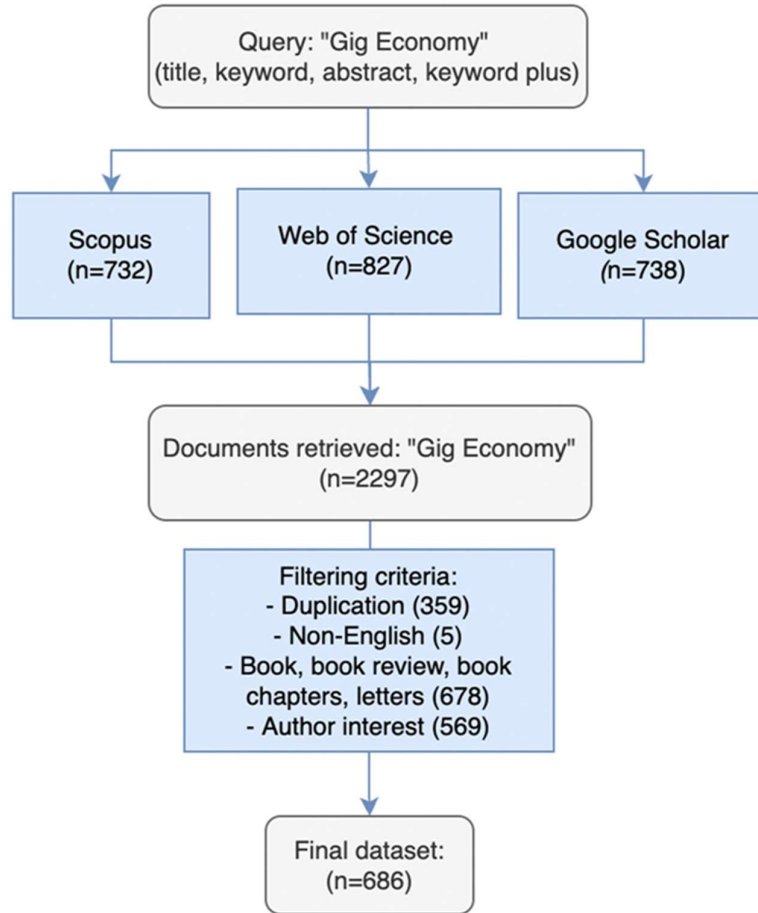 Query: "Gig Economy"
(title, keyword, abstract, keyword plus)
Scopus
(n=732)
Web of Science
(n=827)
Google Scholar
(n=738)
Documents retrieved: "Gig Economy"
(n=2297)
Filtering criteria:
- Duplication (359)
- Non-English (5)
- Book, book review, book
chapters, letters (678)
- Author interest (569)
Final dataset:
(n=686)